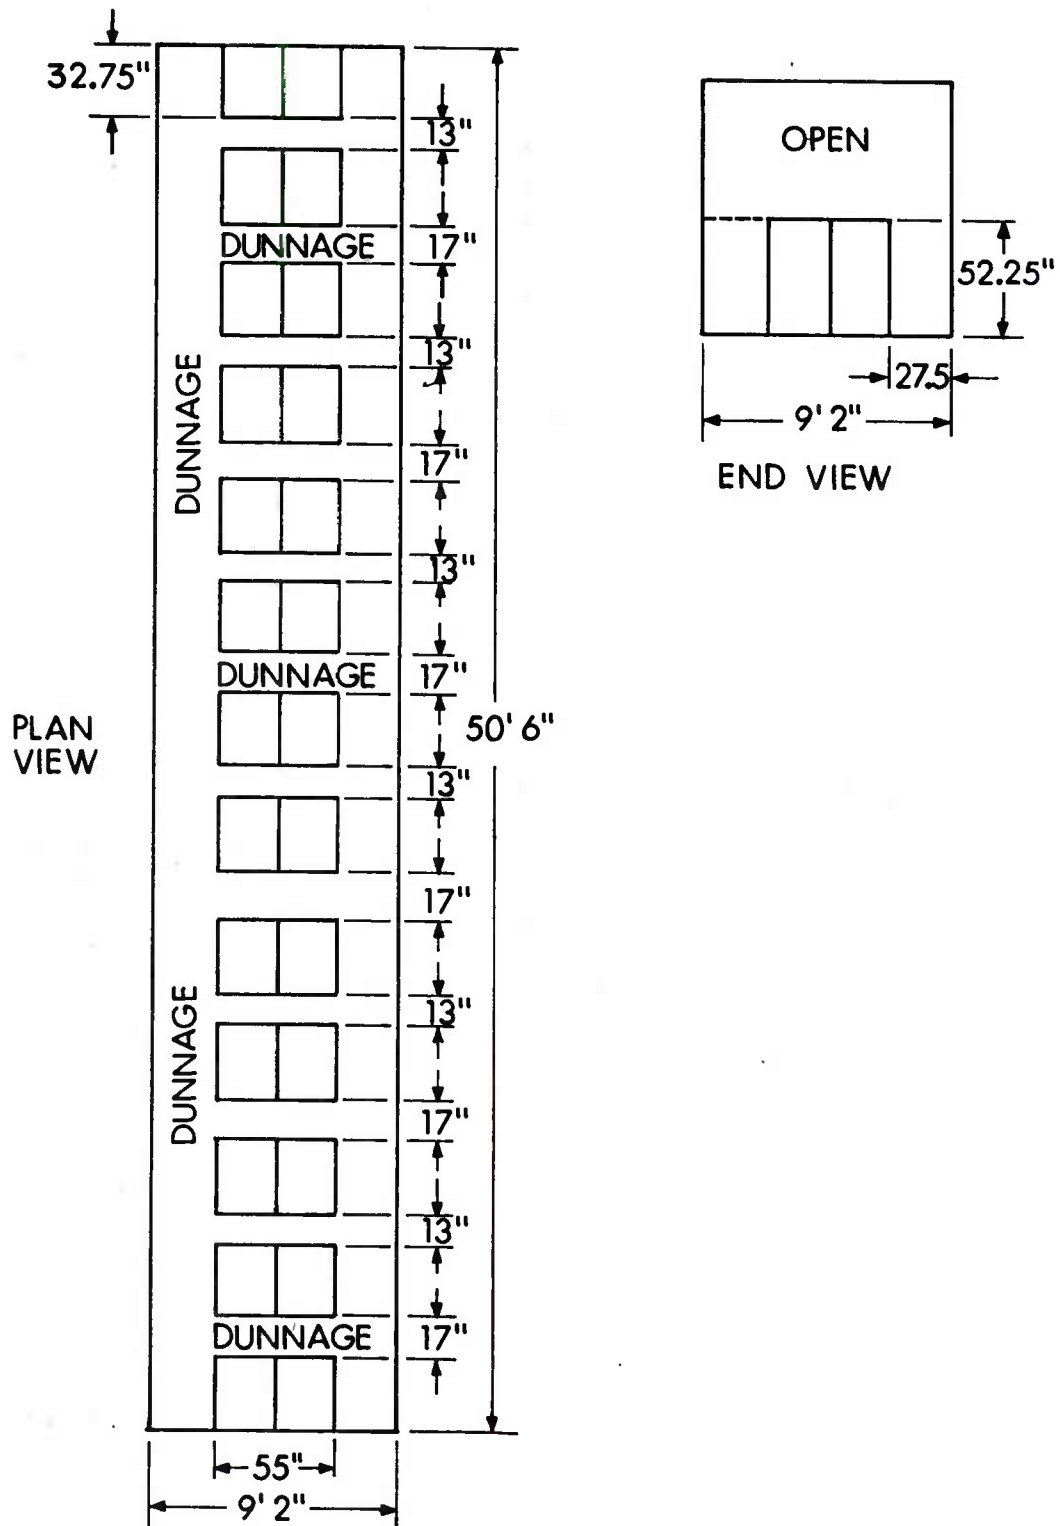 32.75"
13"
OPEN
DUNNAGE
17"
52.25"
13"
DUNNAGE
27.5
9' 2"
17"
END VIEW
13"
DUNNAGE
17"
PLAN
VIEW
50' 6"
13"
17"
13"
DUNNAGE
17"
13"
DUNNAGE
17"
55"
9' 2"